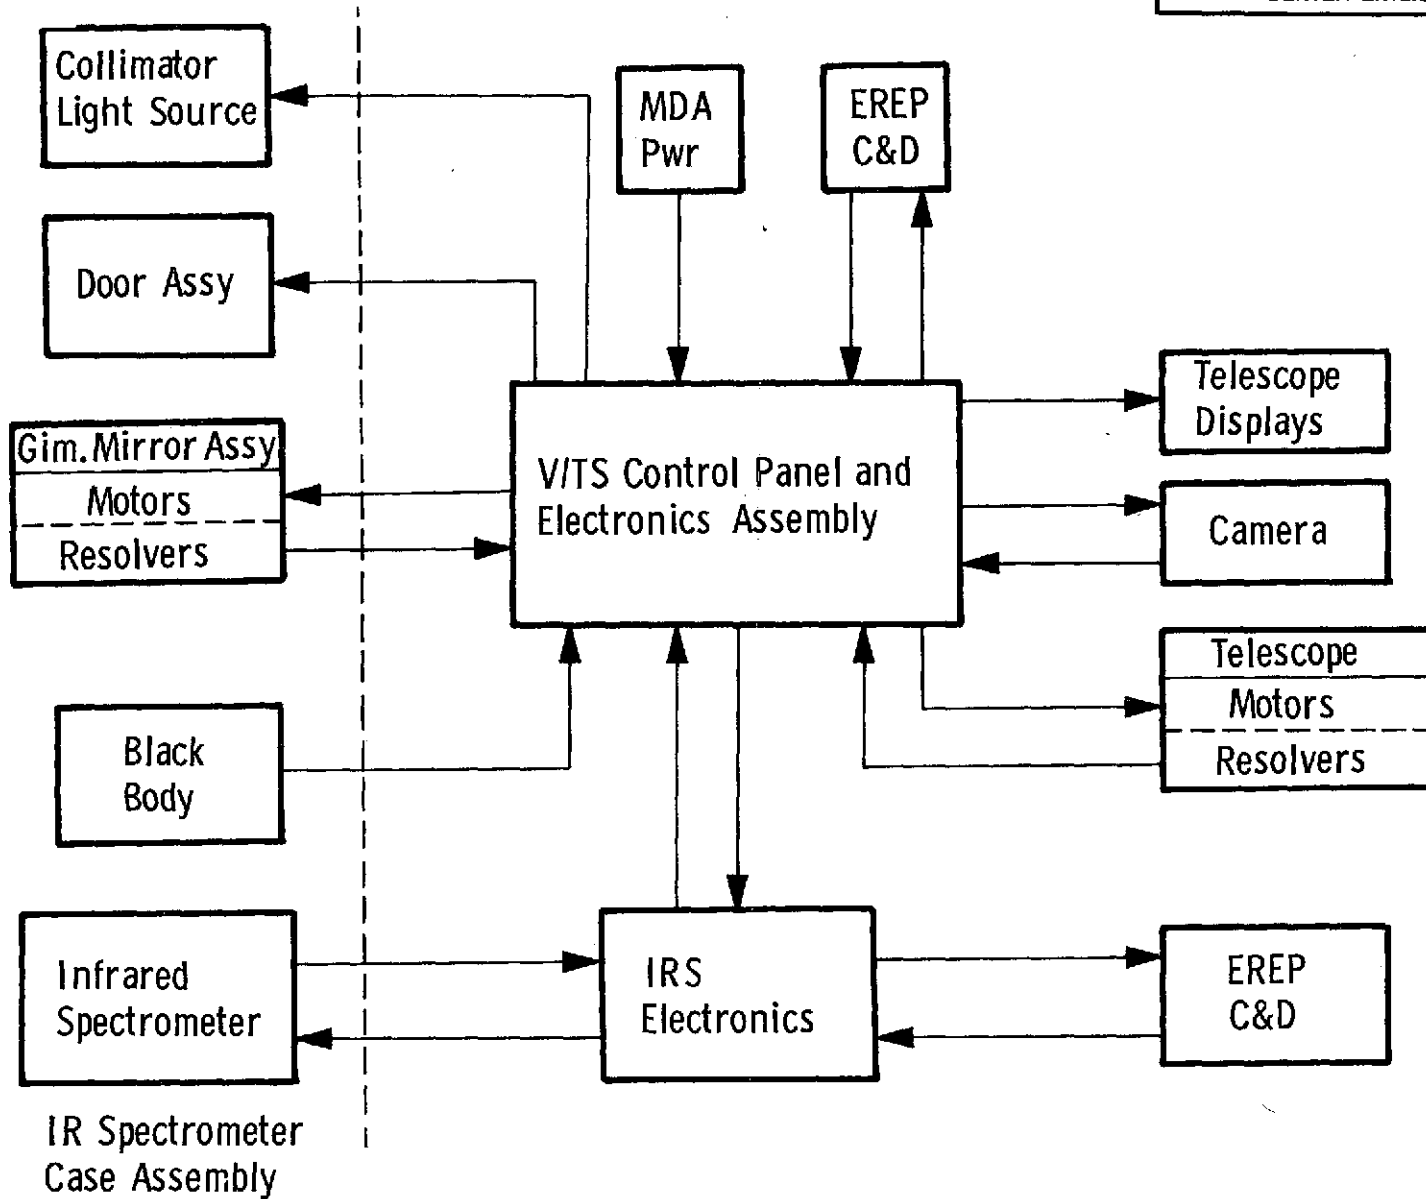 Collimator
Light Source
MDA
Pwr
EREP
C&D
Door Assy
Telescope
Displays
Gim. Mirror Assy
Motors
Resolvers
V/TS Control Panel and
Electronics Assembly
Camera
Telescope
Motors
Resolvers
Black
Body
Infrared
Spectrometer
IRS
Electronics
EREP
C&D
IR Spectrometer
Case Assembly